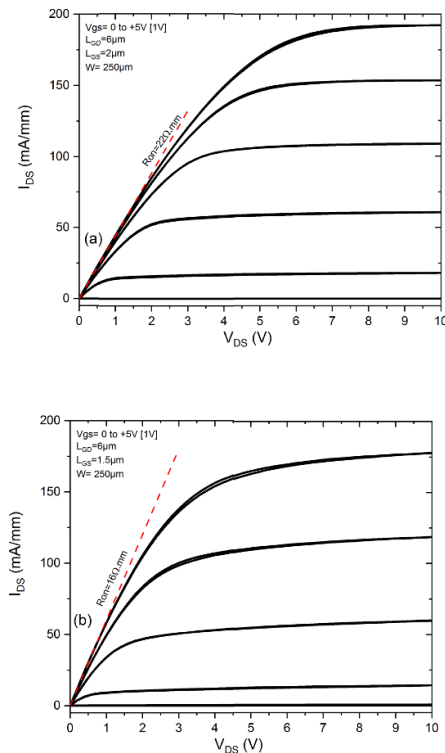 Vgs= 0 to +5V [1V]
LGD=6µm
LGS=2µm
W= 250µm
Ron=22Ω.mm
(a)
IDS (mA/mm)
200
150
100
50
0
0 1 2 3 4 5 6 7 8 9 10
VDS (V)
Vgs= 0 to +5V [1V]
LGD=6µm
LGS=1.5µm
W= 250µm
Ron=16Ω.mm
(b)
IDS (mA/mm)
200
150
100
50
0
0 1 2 3 4 5 6 7 8 9 10
VDS (V)